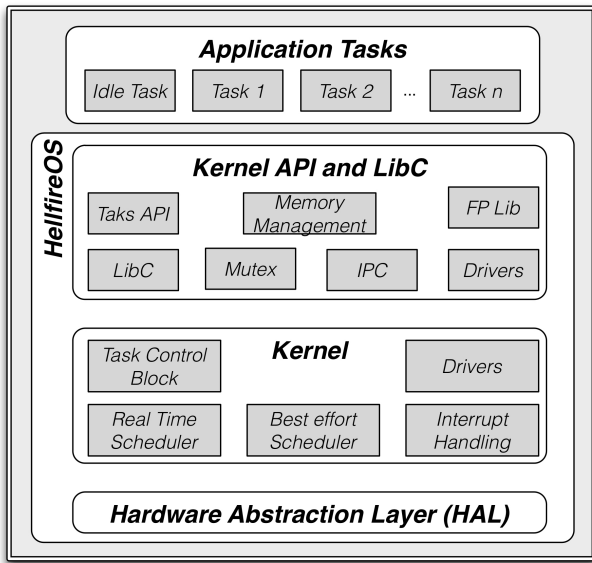 Application Tasks
Idle Task
Task 1
Task 2
...
Task n
HellfireOS
Kernel API and LibC
Taks API
Memory
Management
FP Lib
LibC
Mutex
IPC
Drivers
Kernel
Task Control
Block
Drivers
Real Time
Scheduler
Best effort
Scheduler
Interrupt
Handling
Hardware Abstraction Layer (HAL)